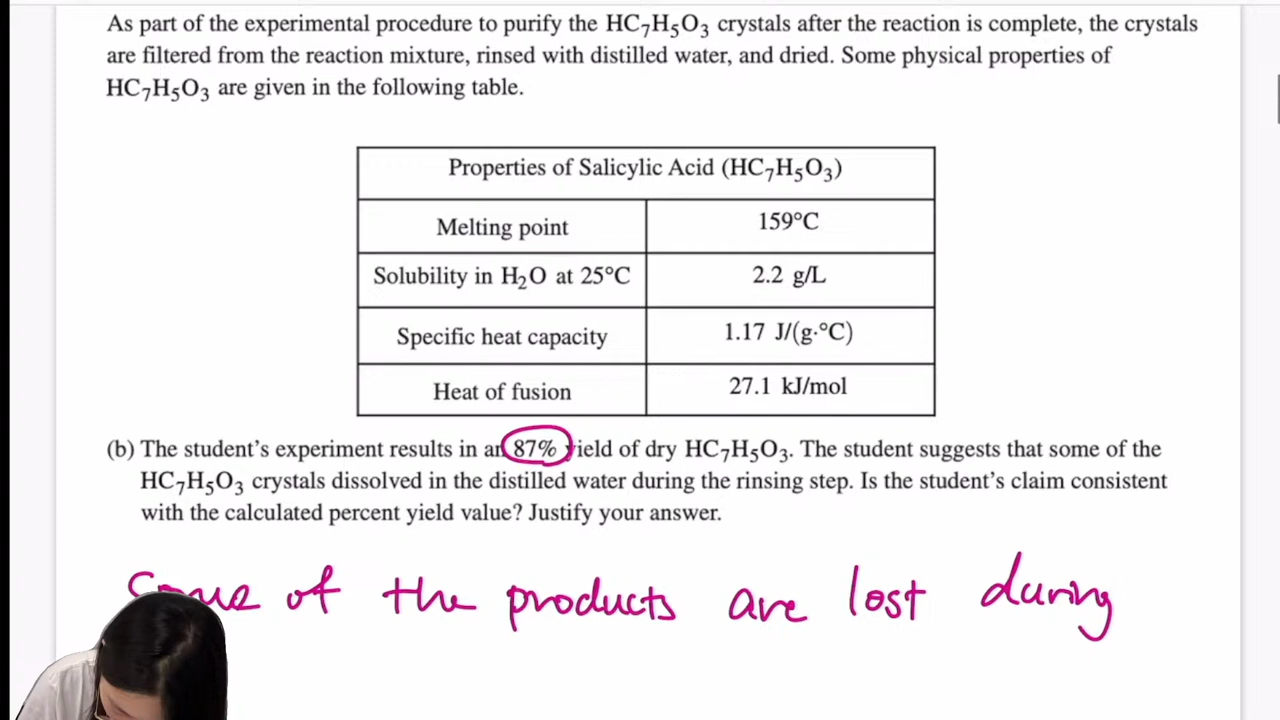 As part of the experimental procedure to purify the HC₇H₅O₃ crystals after the reaction is complete, the crystals
are filtered from the reaction mixture, rinsed with distilled water, and dried. Some physical properties of
HC₇H₅O₃ are given in the following table.
Properties of Salicylic Acid (HC₇H₅O₃)
Melting point 159°C
Solubility in H₂O at 25°C 2.2 g/L
Specific heat capacity 1.17 J/(g·°C)
Heat of fusion 27.1 kJ/mol
(b) The student's experiment results in an 87% yield of dry HC₇H₅O₃. The student suggests that some of the
HC₇H₅O₃ crystals dissolved in the distilled water during the rinsing step. Is the student's claim consistent
with the calculated percent yield value? Justify your answer.
Some of the products are lost during